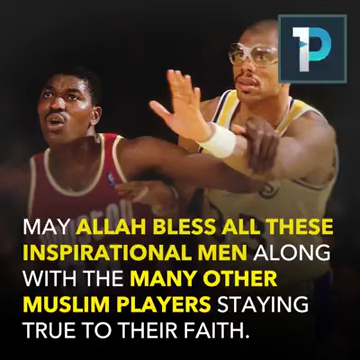 1P
MAY ALLAH BLESS ALL THESE
INSPIRATIONAL MEN ALONG
WITH THE MANY OTHER
MUSLIM PLAYERS STAYING
TRUE TO THEIR FAITH.